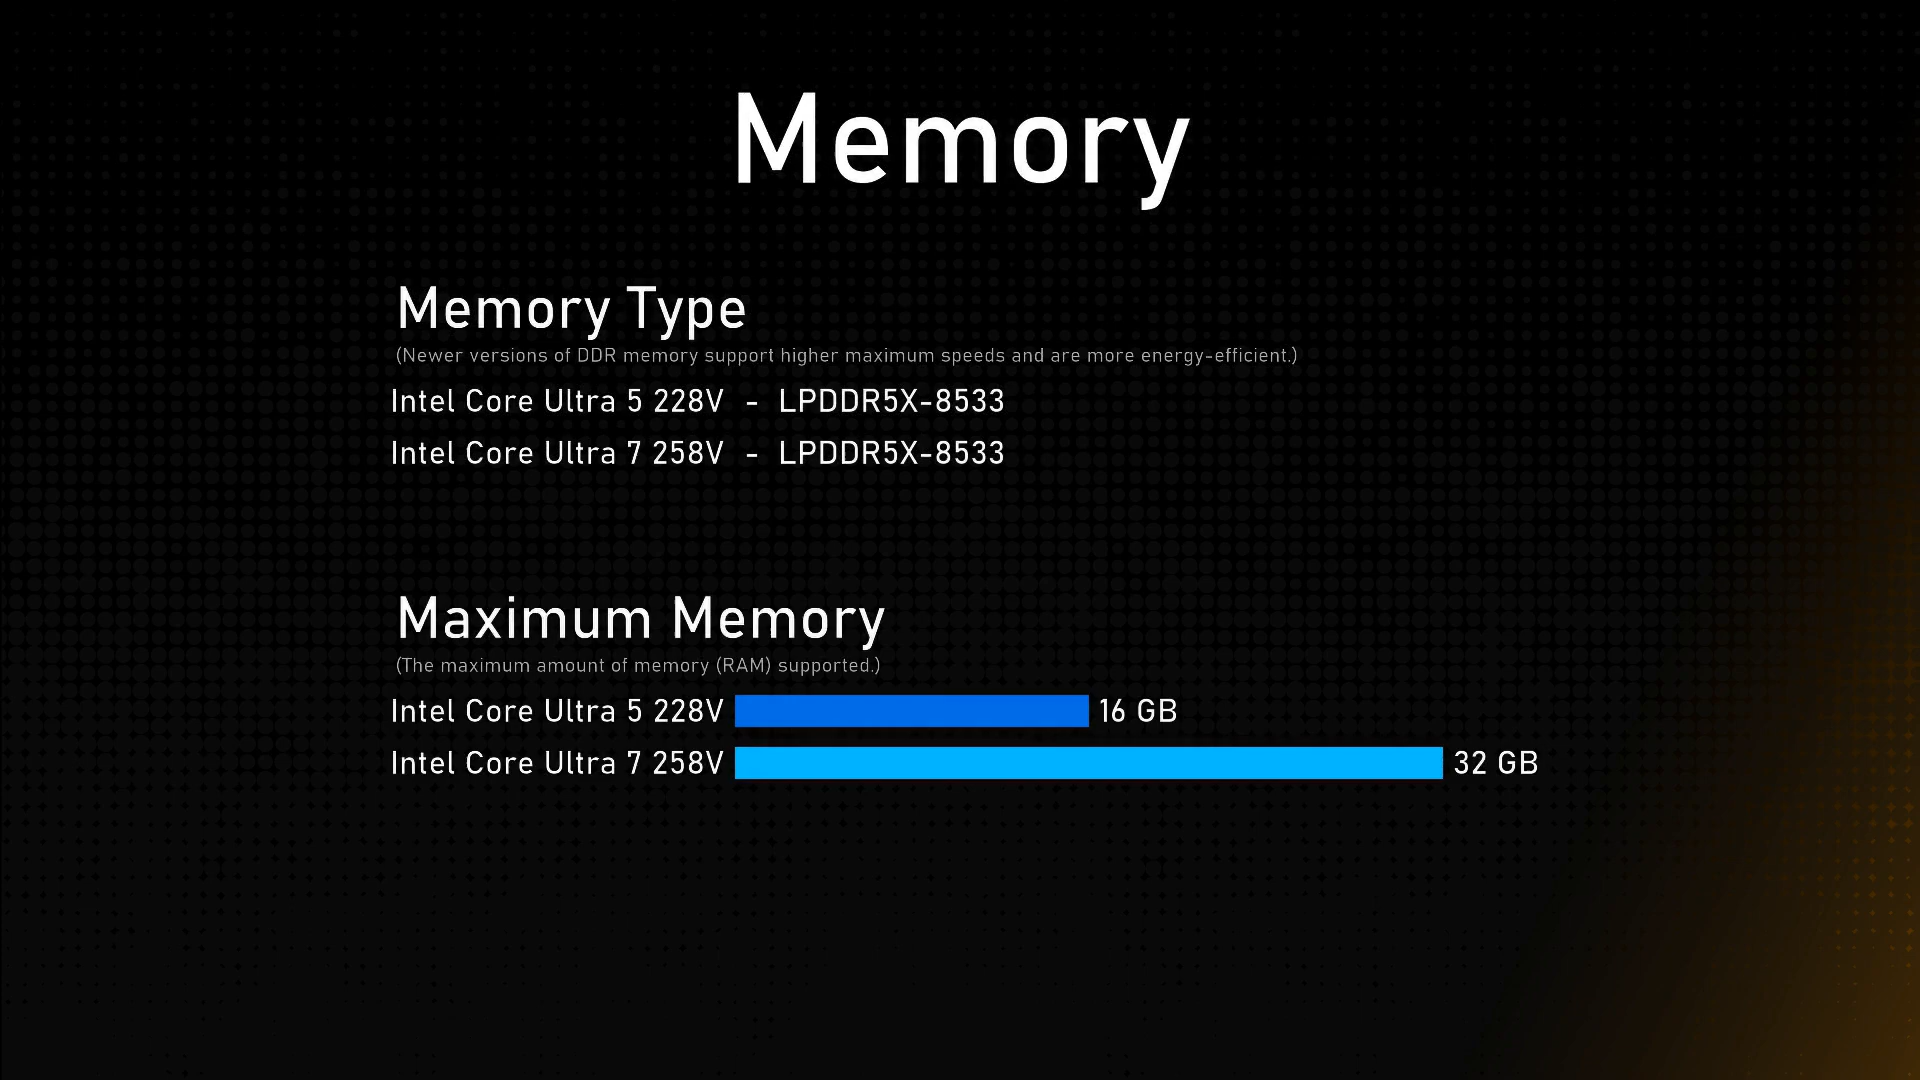 Memory
Memory Type
(Newer versions of DDR memory support higher maximum speeds and are more energy-efficient.)
Intel Core Ultra 5 228V - LPDDR5X-8533
Intel Core Ultra 7 258V - LPDDR5X-8533
Maximum Memory
(The maximum amount of memory (RAM) supported.)
Intel Core Ultra 5 228V 16 GB
Intel Core Ultra 7 258V 32 GB